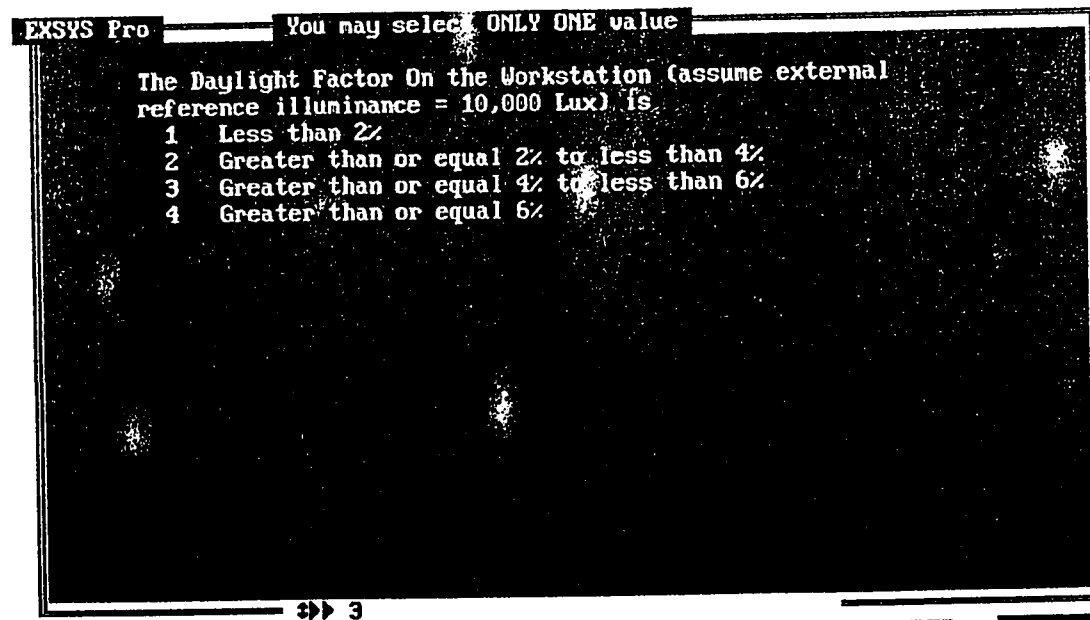 EXSYS Pro You may select ONLY ONE value
The Daylight Factor On the Workstation (assume external
reference illuminance = 10,000 Lux) is
1 Less than 2%
2 Greater than or equal 2% to less than 4%
3 Greater than or equal 4% to less than 6%
4 Greater than or equal 6%
3